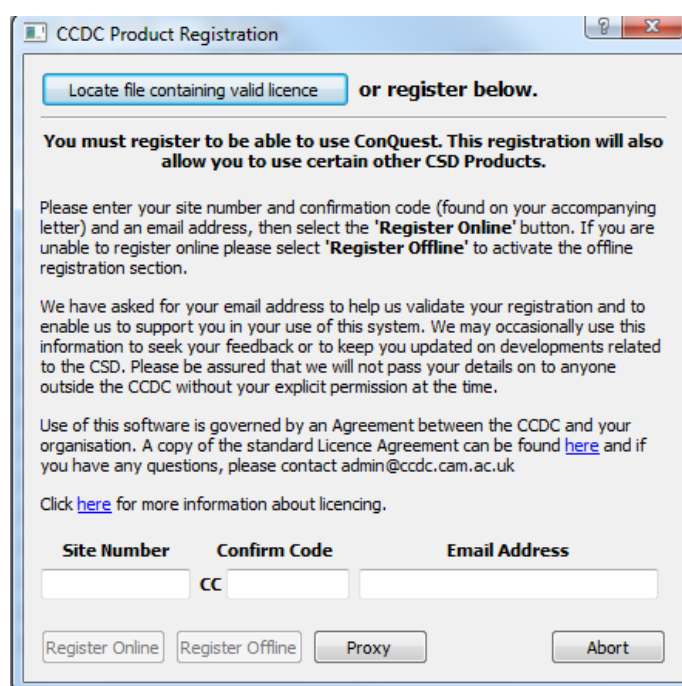 CCDC Product Registration
Locate file containing valid licence or register below.
You must register to be able to use ConQuest. This registration will also
allow you to use certain other CSD Products.
Please enter your site number and confirmation code (found on your accompanying
letter) and an email address, then select the 'Register Online' button. If you are
unable to register online please select 'Register Offline' to activate the offline
registration section.
We have asked for your email address to help us validate your registration and to
enable us to support you in your use of this system. We may occasionally use this
information to seek your feedback or to keep you updated on developments related
to the CSD. Please be assured that we will not pass your details on to anyone
outside the CCDC without your explicit permission at the time.
Use of this software is governed by an Agreement between the CCDC and your
organisation. A copy of the standard Licence Agreement can be found here and if
you have any questions, please contact admin@ccdc.cam.ac.uk
Click here for more information about licencing.
Site Number Confirm Code Email Address
CC
Register Online Register Offline Proxy Abort